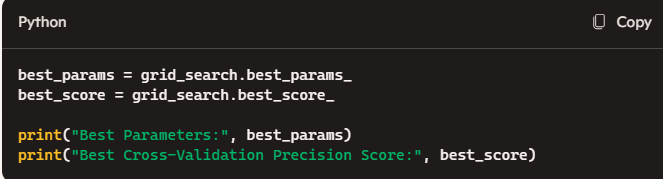 Python
Copy
best_params = grid_search.best_params_
best_score = grid_search.best_score_
print("Best Parameters:", best_params)
print("Best Cross-Validation Precision Score:", best_score)